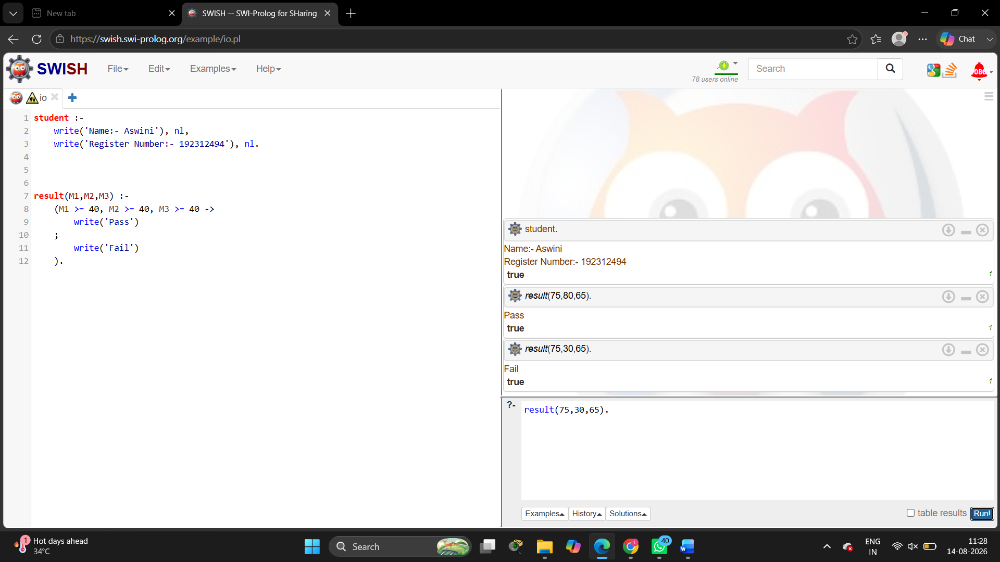 New tab
SWISH -- SWI-Prolog for SHaring
https://swish.swi-prolog.org/example/io.pl
Chat
SWISH
File
Edit
Examples
Help
78 users online
Search
io
1 student :-
2 write('Name:- Aswini'), nl,
3 write('Register Number:- 192312494'), nl.
4
5
6
7 result(M1,M2,M3) :-
8 (M1 >= 40, M2 >= 40, M3 >= 40 ->
9 write('Pass')
10 ;
11 write('Fail')
12 ).
student.
Name:- Aswini
Register Number:- 192312494
true
1
result(75,80,65).
Pass
true
1
result(75,30,65).
Fail
true
1
?- result(75,30,65).
Examples
History
Solutions
table results
Run!
1
Hot days ahead
34°C
Search
40
ENG
IN
11:28
14-08-2026